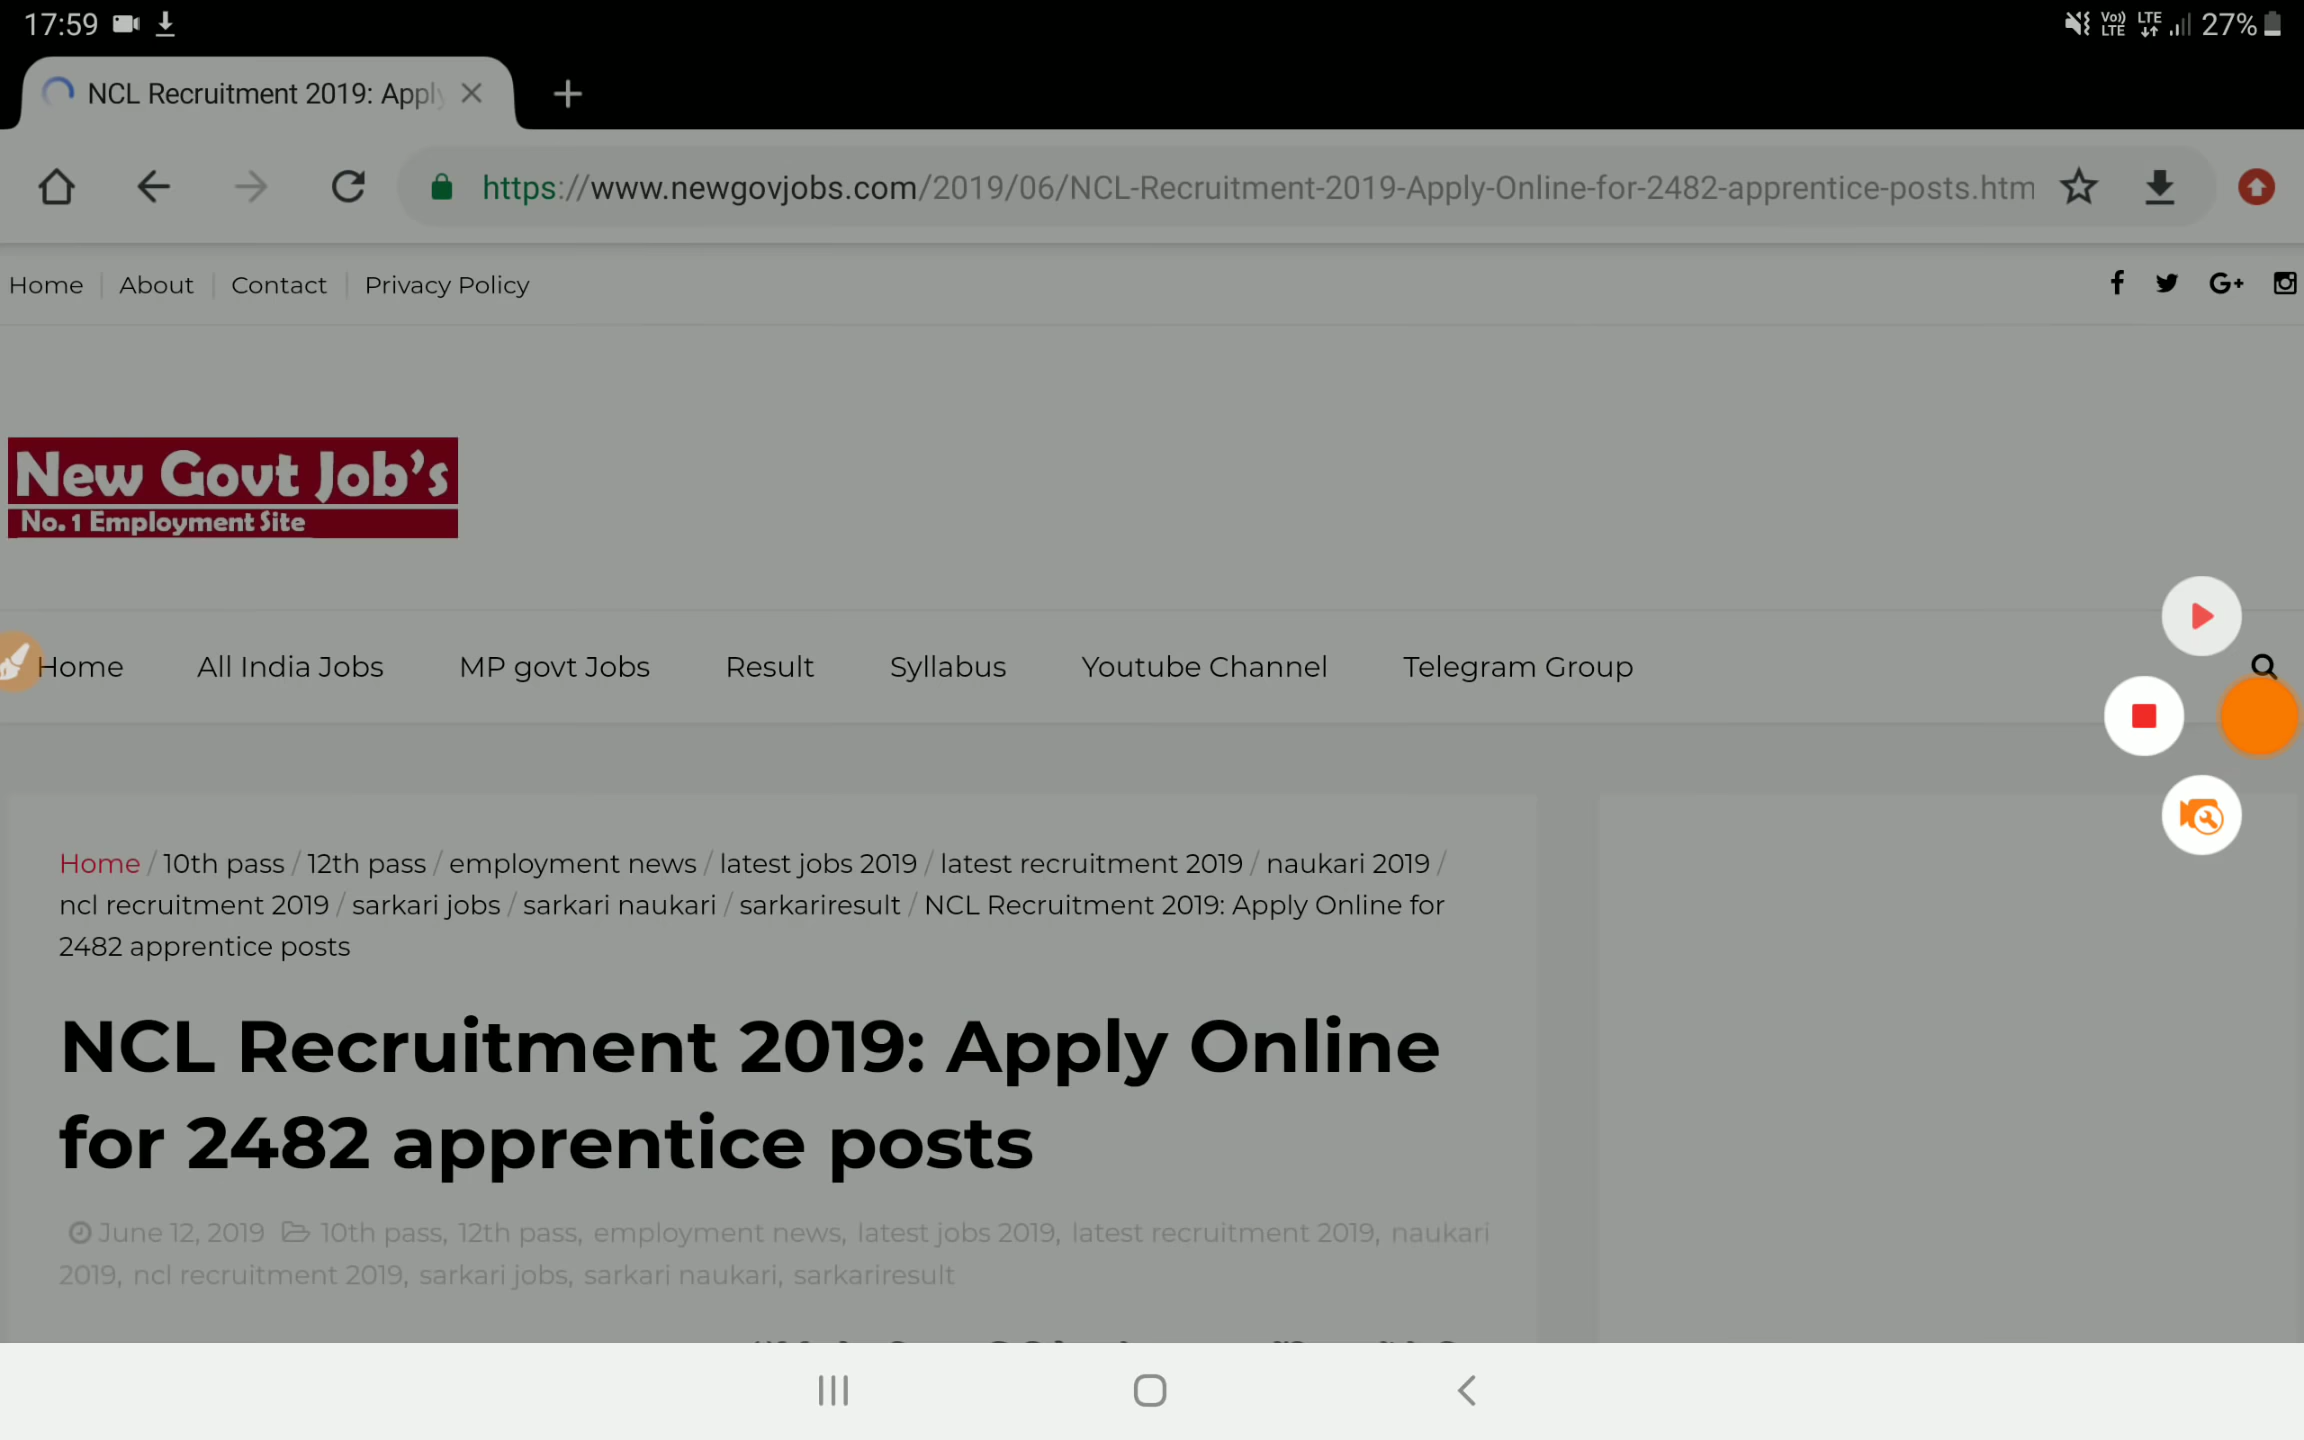 17:59
Vo)) LTE LTE 27%
NCL Recruitment 2019: Apply
https://www.newgovjobs.com/2019/06/NCL-Recruitment-2019-Apply-Online-for-2482-apprentice-posts.htm
Home About Contact Privacy Policy
G+
New Govt Job's
No. 1 Employment Site
Home All India Jobs MP govt Jobs Result Syllabus Youtube Channel Telegram Group
Home / 10th pass / 12th pass / employment news / latest jobs 2019 / latest recruitment 2019 / naukari 2019 /
ncl recruitment 2019 / sarkari jobs / sarkari naukari / sarkariresult / NCL Recruitment 2019: Apply Online for
2482 apprentice posts
NCL Recruitment 2019: Apply Online
for 2482 apprentice posts
June 12, 2019 10th pass, 12th pass, employment news, latest jobs 2019, latest recruitment 2019, naukari
2019, ncl recruitment 2019, sarkari jobs, sarkari naukari, sarkariresult